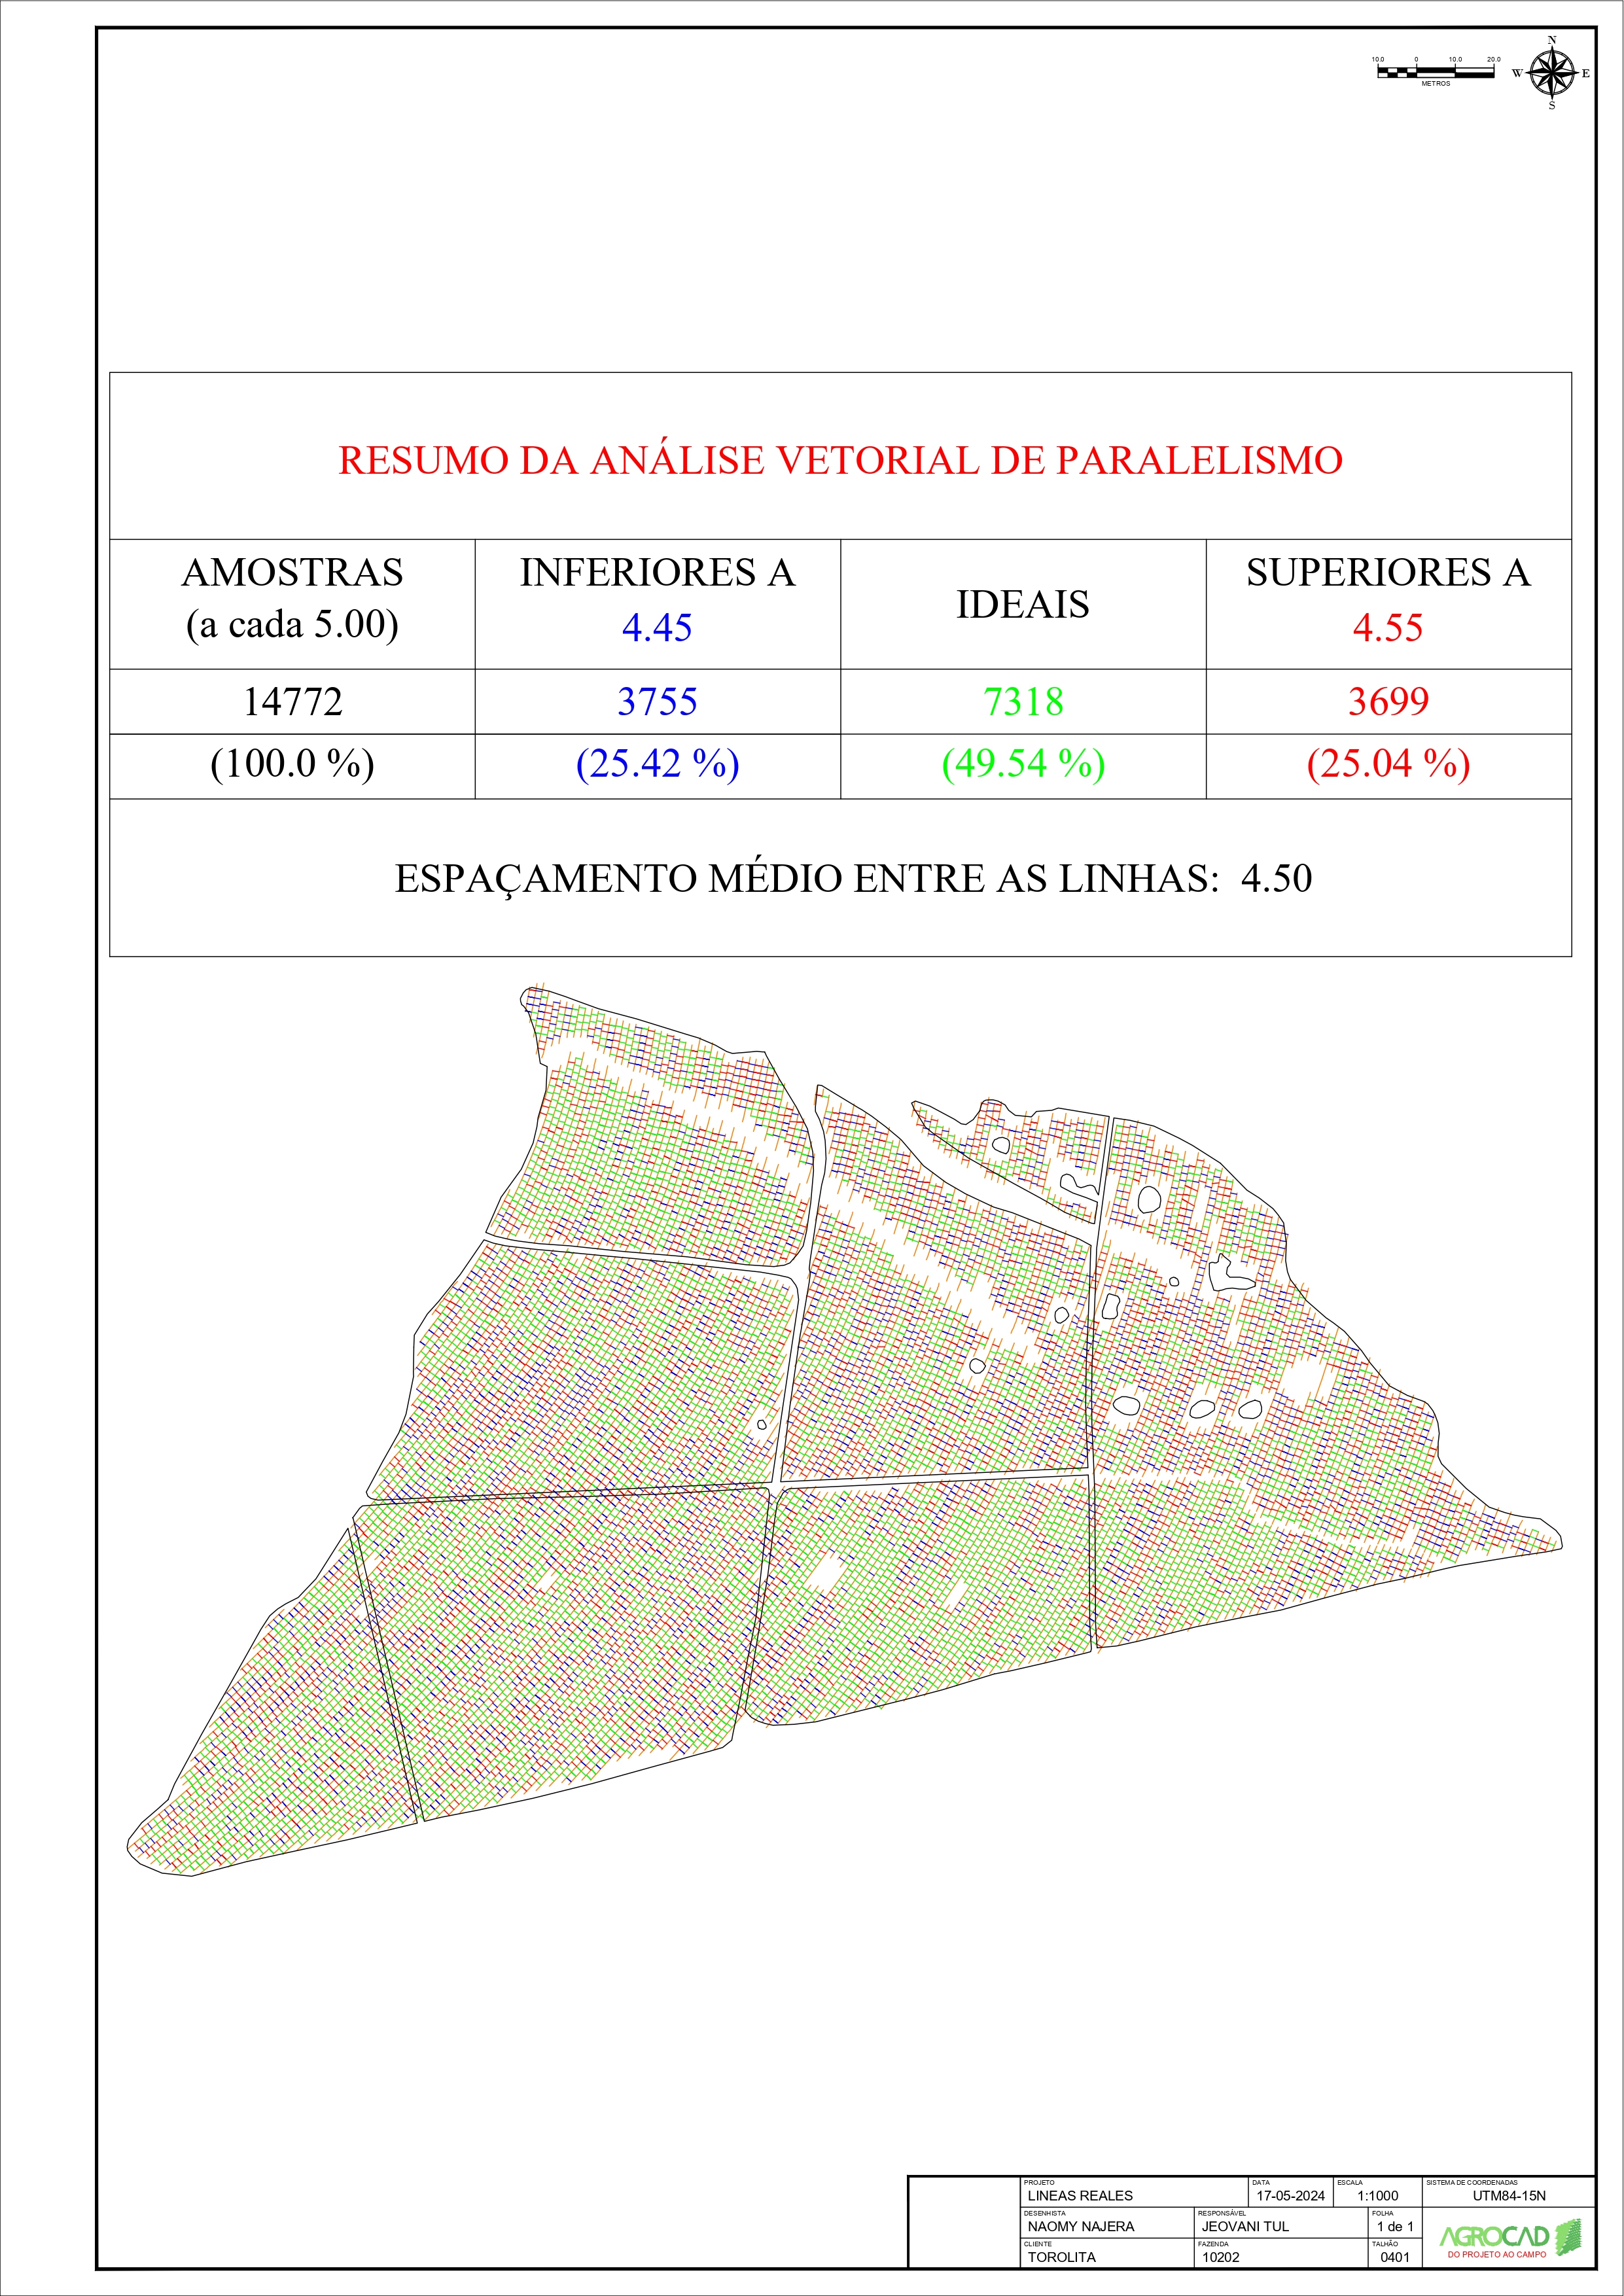 N
10.0 0 10.0 20.0
W E
METROS
S
RESUMO DA ANÁLISE VETORIAL DE PARALELISMO
AMOSTRAS
(a cada 5.00)
INFERIORES A
4.45
IDEAIS
SUPERIORES A
4.55
14772 3755 7318 3699
(100.0 %) (25.42 %) (49.54 %) (25.04 %)
ESPAÇAMENTO MÉDIO ENTRE AS LINHAS: 4.50
PROJETO DATA ESCALA SISTEMA DE COORDENADAS
LINEAS REALES 17-05-2024 1:1000 UTM84-15N
DESENHISTA RESPONSÁVEL FOLHA
NAOMY NAJERA JEOVANI TUL 1 de 1
CLIENTE FAZENDA TALHÃO
TOROLITA 10202 0401
AGROCAD
DO PROJETO AO CAMPO